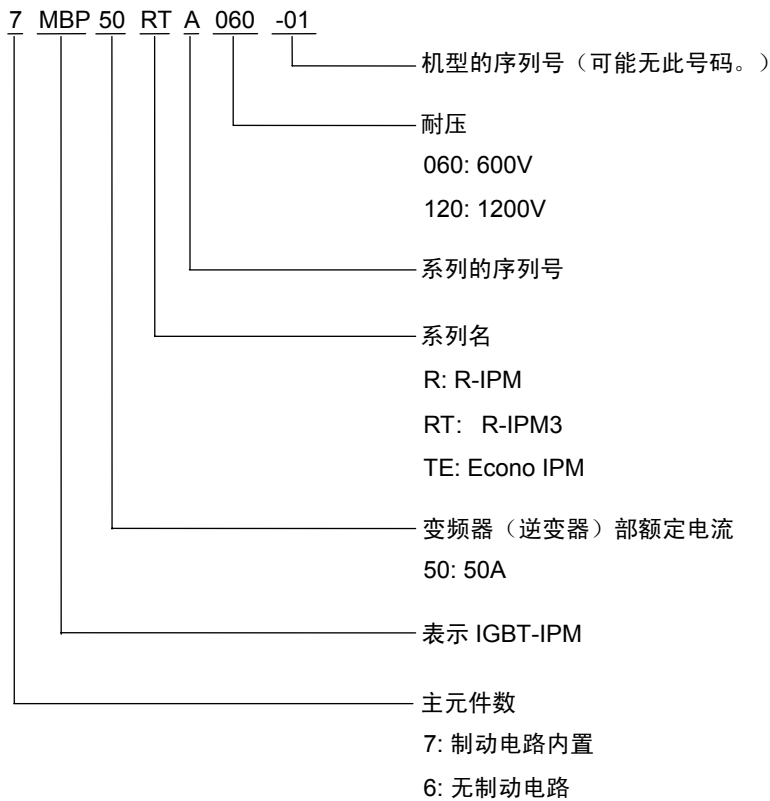 7 MBP 50 RT A 060 -01
机型的序列号（可能无此号码。）
耐压
060: 600V
120: 1200V
系列的序列号
系列名
R: R-IPM
RT: R-IPM3
TE: Econo IPM
变频器（逆变器）部额定电流
50: 50A
表示 IGBT-IPM
主元件数
7: 制动电路内置
6: 无制动电路